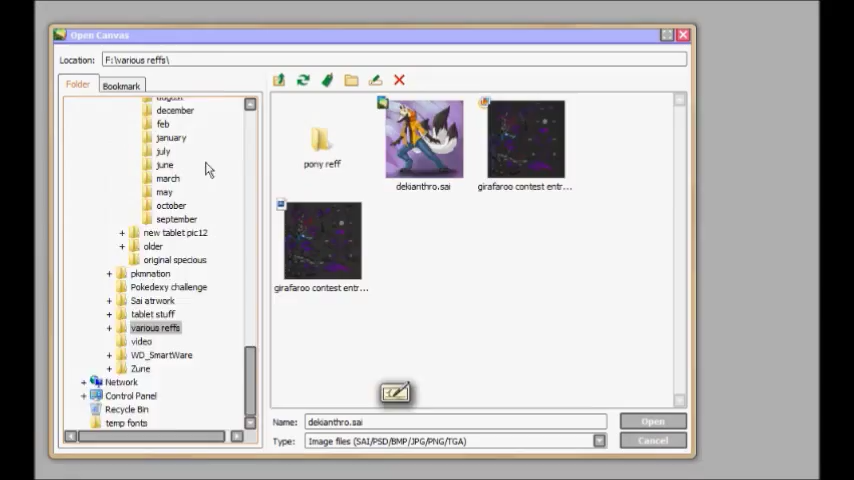 Open Canvas
Location: F:\various reffs\
Folder
Bookmark
august
december
feb
january
july
june
march
may
october
september
new tablet pic12
older
original specious
pkmnation
Pokedexy challenge
Sai atrwork
tablet stuff
various reffs
video
WD_SmartWare
Zune
Network
Control Panel
Recycle Bin
temp fonts
pony reff
dekianthro.sai
girafaroo contest entr...
girafaroo contest entr...
Name: dekianthro.sai
Open
Type: Image files (SAI/PSD/BMP/JPG/PNG/TGA)
Cancel